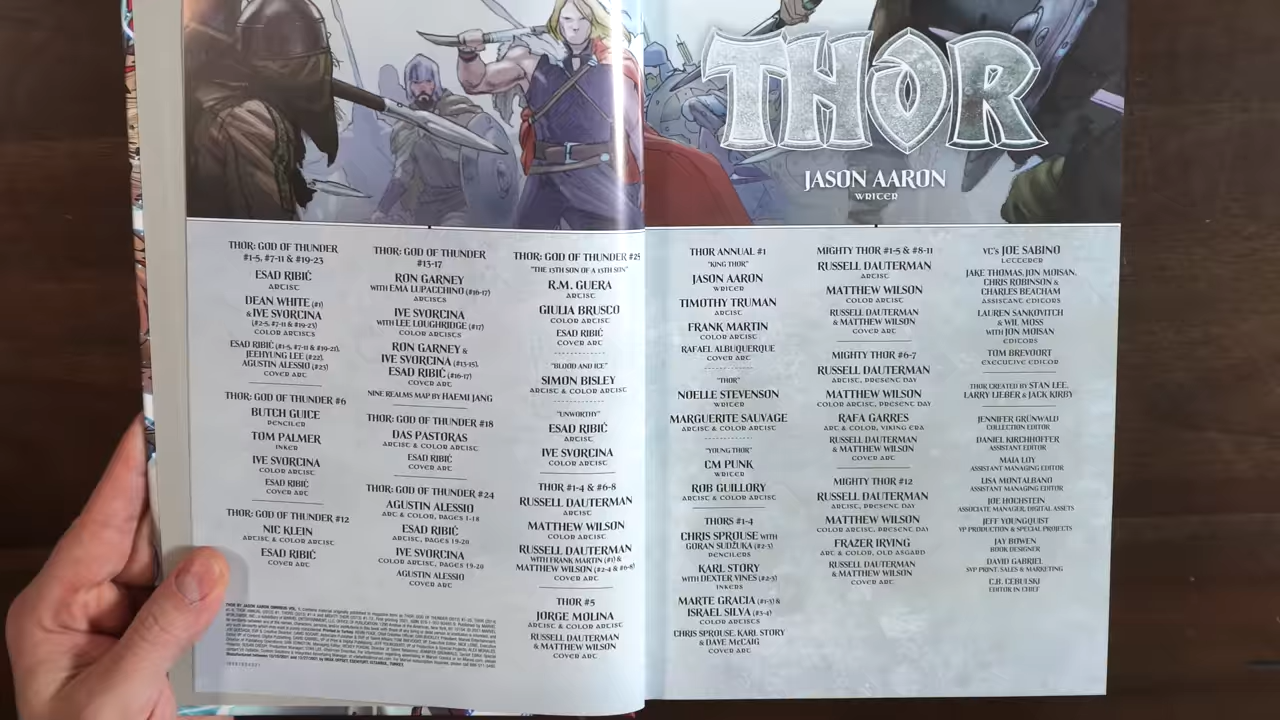 THOR
JASON AARON
WRITER
THOR: GOD OF THUNDER
#1-5, #7-11 & #19-23
ESAD RIBIĆ
ARTIST
DEAN WHITE (#1)
& IVE SVORCINA
(#2-5, #7-11 & #19-23)
COLOR ARTISTS
ESAD RIBIĆ (#1-5, #7-11 & #19-21),
JEEHYUNG LEE (#22),
AGUSTIN ALESSIO (#23)
COVER ART
THOR: GOD OF THUNDER #6
BUTCH GUICE
PENCILER
TOM PALMER
INKER
IVE SVORCINA
COLOR ARTIST
ESAD RIBIĆ
COVER ART
THOR: GOD OF THUNDER #12
NIC KLEIN
ARTIST & COLOR ARTIST
ESAD RIBIĆ
COVER ART
THOR: GOD OF THUNDER
#13-17
RON GARNEY
WITH EMA LUPACCHINO (#16-17)
ARTISTS
IVE SVORCINA
WITH LEE LOUGHRIDGE (#17)
COLOR ARTISTS
RON GARNEY &
IVE SVORCINA (#13-15),
ESAD RIBIĆ (#16-17)
COVER ART
NINE REALMS MAP BY HAEMI JANG
THOR: GOD OF THUNDER #18
DAS PASTORAS
ARTIST & COLOR ARTIST
ESAD RIBIĆ
COVER ART
THOR: GOD OF THUNDER #24
AGUSTIN ALESSIO
ART & COLOR, PAGES 1-18
ESAD RIBIĆ
ARTIST, PAGES 19-20
IVE SVORCINA
COLOR ARTIST, PAGES 19-20
AGUSTIN ALESSIO
COVER ART
THOR: GOD OF THUNDER #25
"THE 13TH SON OF A 13TH SON"
R.M. GUERA
ARTIST
GIULIA BRUSCO
COLOR ARTIST
ESAD RIBIĆ
COVER ART
"BLOOD AND ICE"
SIMON BISLEY
ARTIST & COLOR ARTIST
"UNWORTHY"
ESAD RIBIĆ
ARTIST
IVE SVORCINA
COLOR ARTIST
THOR #1-4 & #6-8
RUSSELL DAUTERMAN
ARTIST
MATTHEW WILSON
COLOR ARTIST
RUSSELL DAUTERMAN
WITH FRANK MARTIN (#1) &
MATTHEW WILSON (#2-4 & #6-8)
COVER ART
THOR #5
JORGE MOLINA
ARTIST & COLOR ARTIST
RUSSELL DAUTERMAN
& MATTHEW WILSON
COVER ART
THOR ANNUAL #1
"KING THOR"
JASON AARON
WRITER
TIMOTHY TRUMAN
ARTIST
FRANK MARTIN
COLOR ARTIST
RAFAEL ALBUQUERQUE
COVER ART
"THOR"
NOELLE STEVENSON
WRITER
MARGUERITE SAUVAGE
ARTIST & COLOR ARTIST
"YOUNG THOR"
CM PUNK
WRITER
ROB GUILLORY
ARTIST & COLOR ARTIST
THORS #1-4
CHRIS SPROUSE WITH
GORAN SUDŽUKA (#2-3)
PENCILERS
KARL STORY
WITH DEXTER VINES (#2-3)
INKERS
MARTE GRACIA (#1-3) &
ISRAEL SILVA (#3-4)
COLOR ARTISTS
CHRIS SPROUSE, KARL STORY
& DAVE McCAIG
COVER ART
MIGHTY THOR #1-5 & #8-11
RUSSELL DAUTERMAN
ARTIST
MATTHEW WILSON
COLOR ARTIST
RUSSELL DAUTERMAN
& MATTHEW WILSON
COVER ART
MIGHTY THOR #6-7
RUSSELL DAUTERMAN
ARTIST, PRESENT DAY
MATTHEW WILSON
COLOR ARTIST, PRESENT DAY
RAFA GARRES
ART & COLOR, VIKING ERA
RUSSELL DAUTERMAN
& MATTHEW WILSON
COVER ART
MIGHTY THOR #12
RUSSELL DAUTERMAN
ARTIST, PRESENT DAY
MATTHEW WILSON
COLOR ARTIST, PRESENT DAY
FRAZER IRVING
ART & COLOR, OLD ASGARD
RUSSELL DAUTERMAN
& MATTHEW WILSON
COVER ART
VC's JOE SABINO
LETTERER
JAKE THOMAS, JON MOISAN,
CHRIS ROBINSON &
CHARLES BEACHAM
ASSISTANT EDITORS
LAUREN SANKOVITCH
& WIL MOSS
WITH JON MOISAN
EDITORS
TOM BREVOORT
EXECUTIVE EDITOR
THOR CREATED BY STAN LEE,
LARRY LIEBER & JACK KIRBY
JENNIFER GRÜNWALD
COLLECTION EDITOR
DANIEL KIRCHHOFFER
ASSISTANT EDITOR
MAIA LOY
ASSISTANT MANAGING EDITOR
LISA MONTALBANO
ASSISTANT MANAGING EDITOR
JOE HOCHSTEIN
ASSOCIATE MANAGER, DIGITAL ASSETS
JEFF YOUNGQUIST
VP PRODUCTION & SPECIAL PROJECTS
JAY BOWEN
BOOK DESIGNER
DAVID GABRIEL
SVP PRINT, SALES & MARKETING
C.B. CEBULSKI
EDITOR IN CHIEF